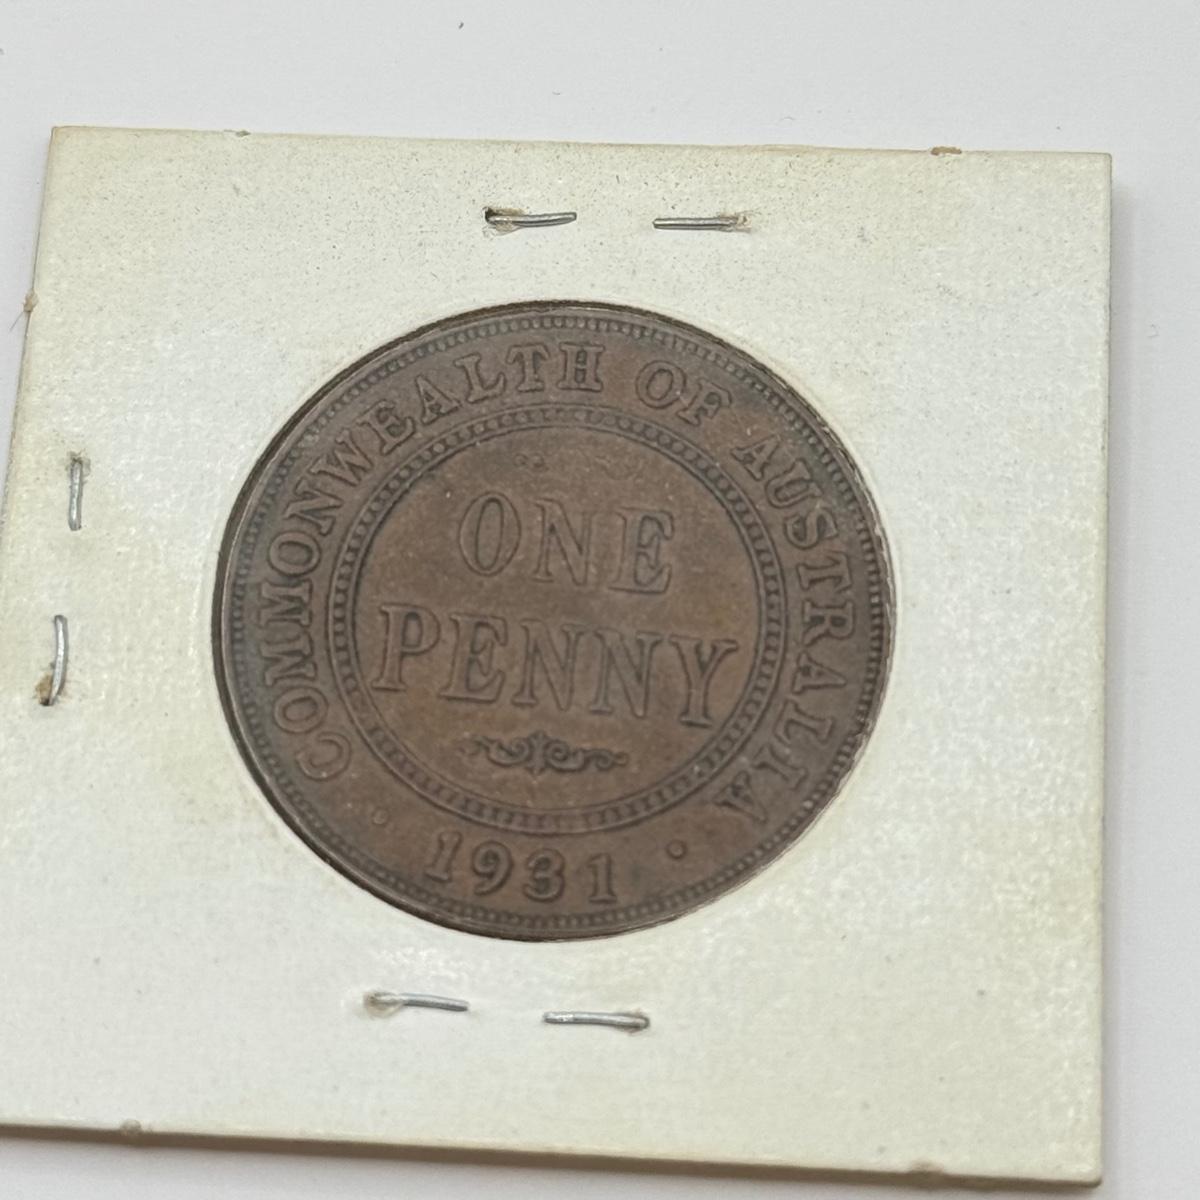 COMMONWEALTH OF AUSTRALIA
ONE
PENNY
· 1931 ·